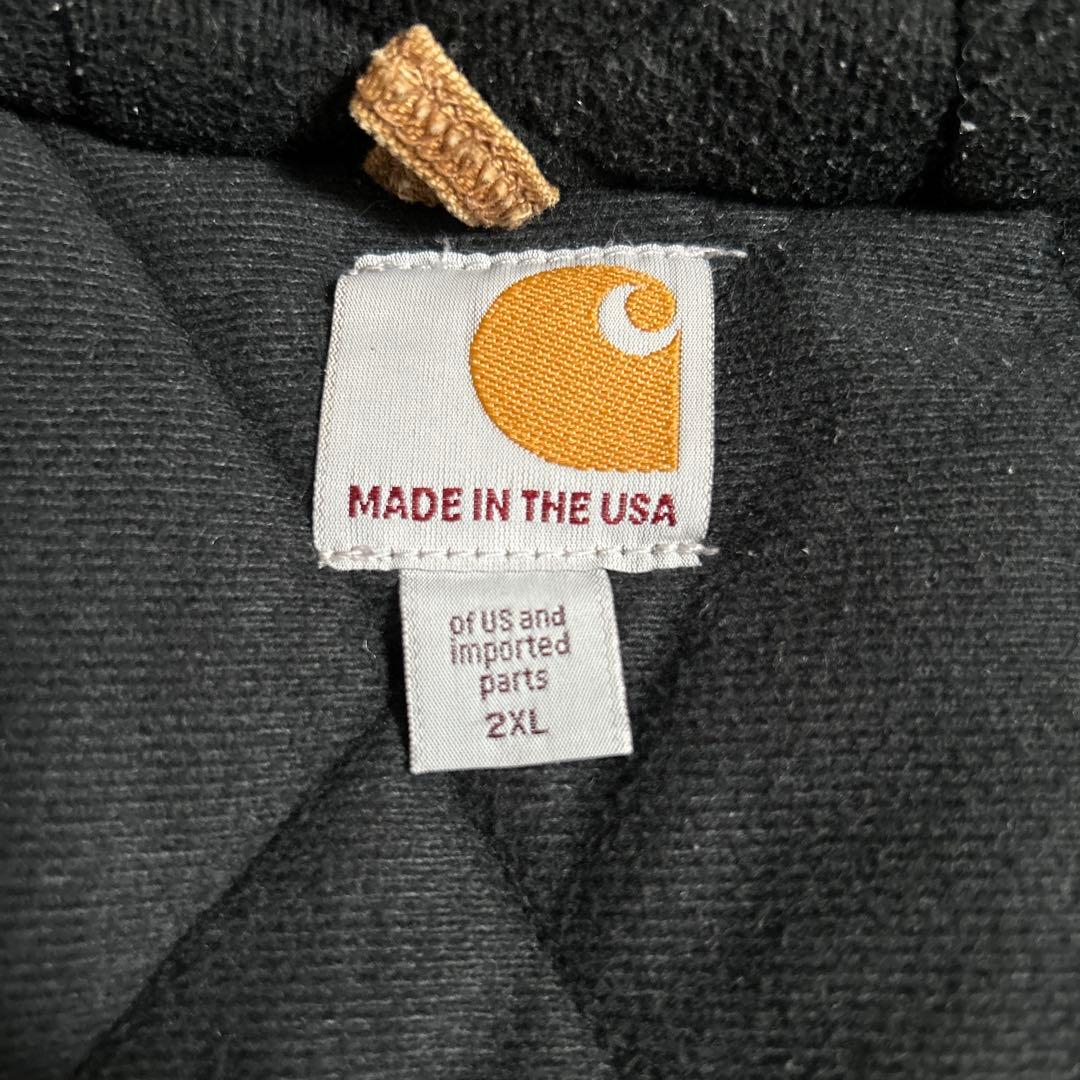 MADE IN THE USA
of US and
imported
parts
2XL